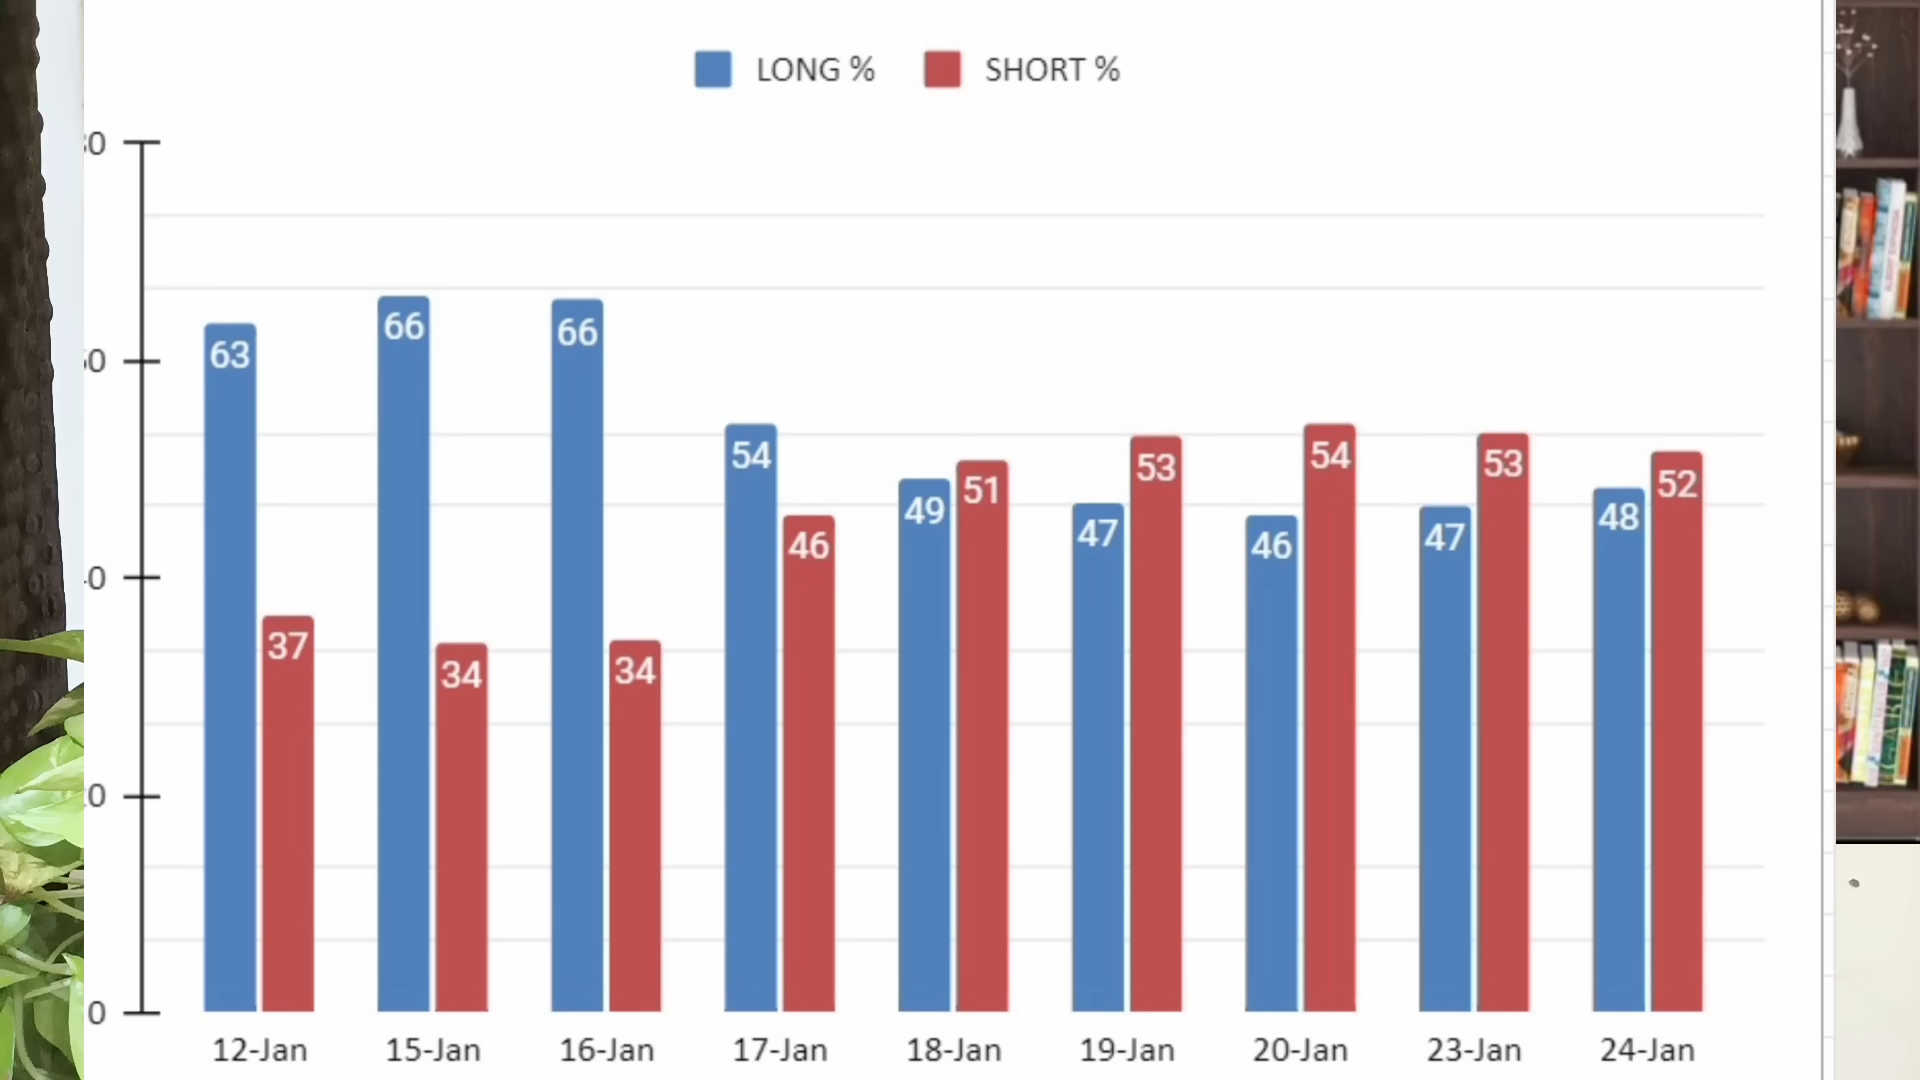 LONG % SHORT %
0
63 66 66 54 49 51 47 53 46 54 47 53 48 52
37 34 34 46
0
12-Jan 15-Jan 16-Jan 17-Jan 18-Jan 19-Jan 20-Jan 23-Jan 24-Jan